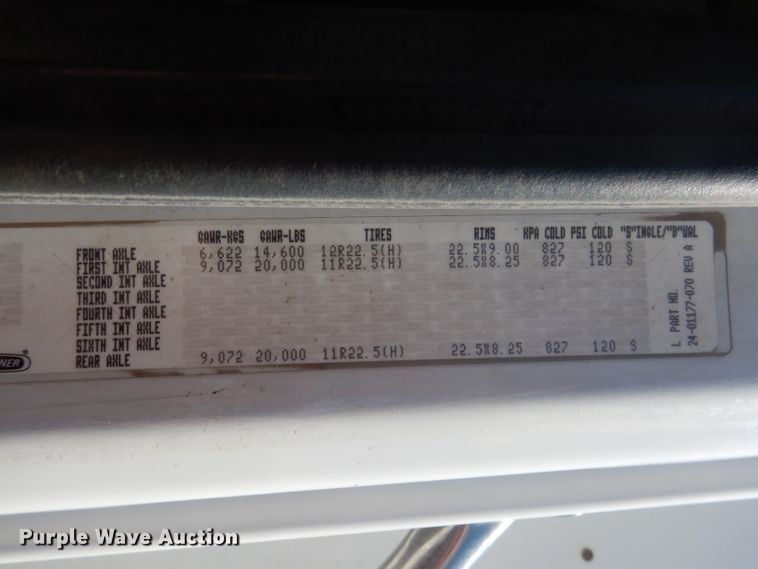 GAWR-KGS GAWR-LBS TIRES RIMS KPA COLD PSI COLD "S"INGLE/"D"UAL
FRONT AXLE 6,622 14,600 12R22.5(H) 22.5X9.00 827 120 S
FIRST INT AXLE 9,072 20,000 11R22.5(H) 22.5X8.25 827 120 S
SECOND INT AXLE
THIRD INT AXLE
FOURTH INT AXLE
FIFTH INT AXLE
SIXTH INT AXLE
REAR AXLE 9,072 20,000 11R22.5(H) 22.5X8.25 827 120 S
L PART NO.
24-01177-070 REV A
NER
Purple Wave Auction